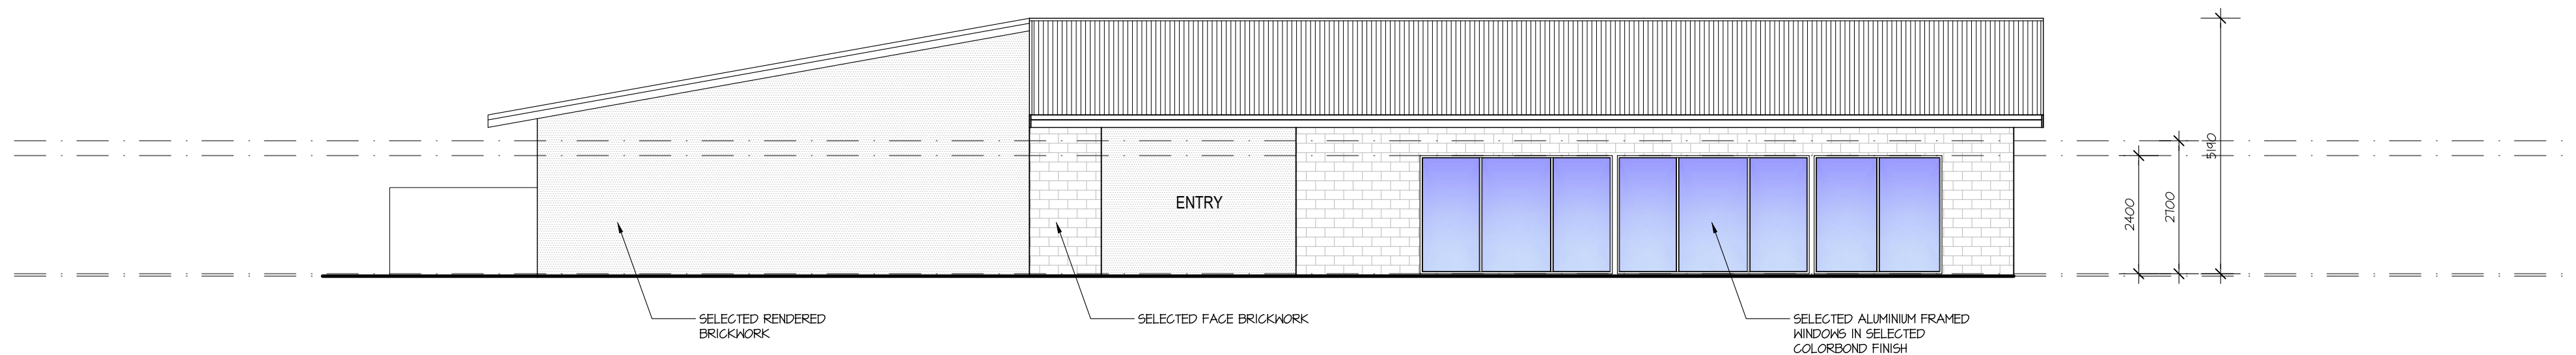 5190
2700
2400
ENTRY
SELECTED RENDERED
BRICKWORK
SELECTED FACE BRICKWORK
SELECTED ALUMINIUM FRAMED
WINDOWS IN SELECTED
COLORBOND FINISH